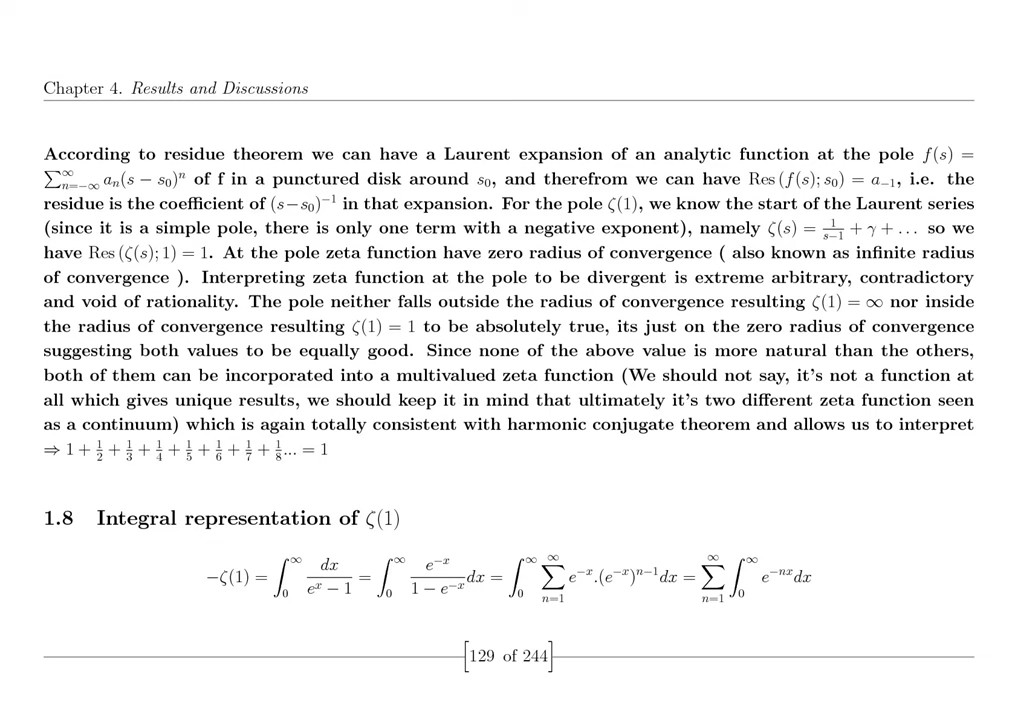 Chapter 4. Results and Discussions
According to residue theorem we can have a Laurent expansion of an analytic function at the pole f(s) =
∑_{n=−∞}^{∞} a_n(s − s_0)^n of f in a punctured disk around s_0, and therefrom we can have Res (f(s); s_0) = a_{−1}, i.e. the
residue is the coefficient of (s−s_0)^{−1} in that expansion. For the pole ζ(1), we know the start of the Laurent series
(since it is a simple pole, there is only one term with a negative exponent), namely ζ(s) = 1/(s−1) + γ + . . . so we
have Res (ζ(s); 1) = 1. At the pole zeta function have zero radius of convergence ( also known as infinite radius
of convergence ). Interpreting zeta function at the pole to be divergent is extreme arbitrary, contradictory
and void of rationality. The pole neither falls outside the radius of convergence resulting ζ(1) = ∞ nor inside
the radius of convergence resulting ζ(1) = 1 to be absolutely true, its just on the zero radius of convergence
suggesting both values to be equally good. Since none of the above value is more natural than the others,
both of them can be incorporated into a multivalued zeta function (We should not say, it's not a function at
all which gives unique results, we should keep it in mind that ultimately it's two different zeta function seen
as a continuum) which is again totally consistent with harmonic conjugate theorem and allows us to interpret
⇒ 1 + 1/2 + 1/3 + 1/4 + 1/5 + 1/6 + 1/7 + 1/8... = 1
1.8 Integral representation of ζ(1)
−ζ(1) = ∫_0^∞ dx/(e^x − 1) = ∫_0^∞ e^{−x}/(1 − e^{−x}) dx = ∫_0^∞ ∑_{n=1}^∞ e^{−x}.(e^{−x})^{n−1}dx = ∑_{n=1}^∞ ∫_0^∞ e^{−nx}dx
[129 of 244]